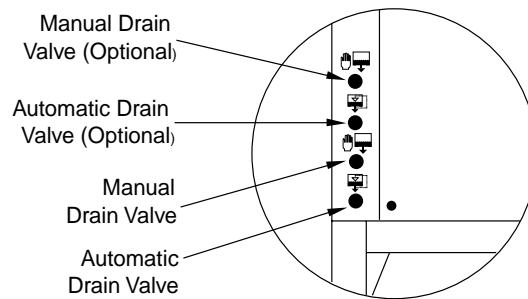 Manual Drain
Valve (Optional)
Automatic Drain
Valve (Optional)
Manual
Drain Valve
Automatic
Drain Valve